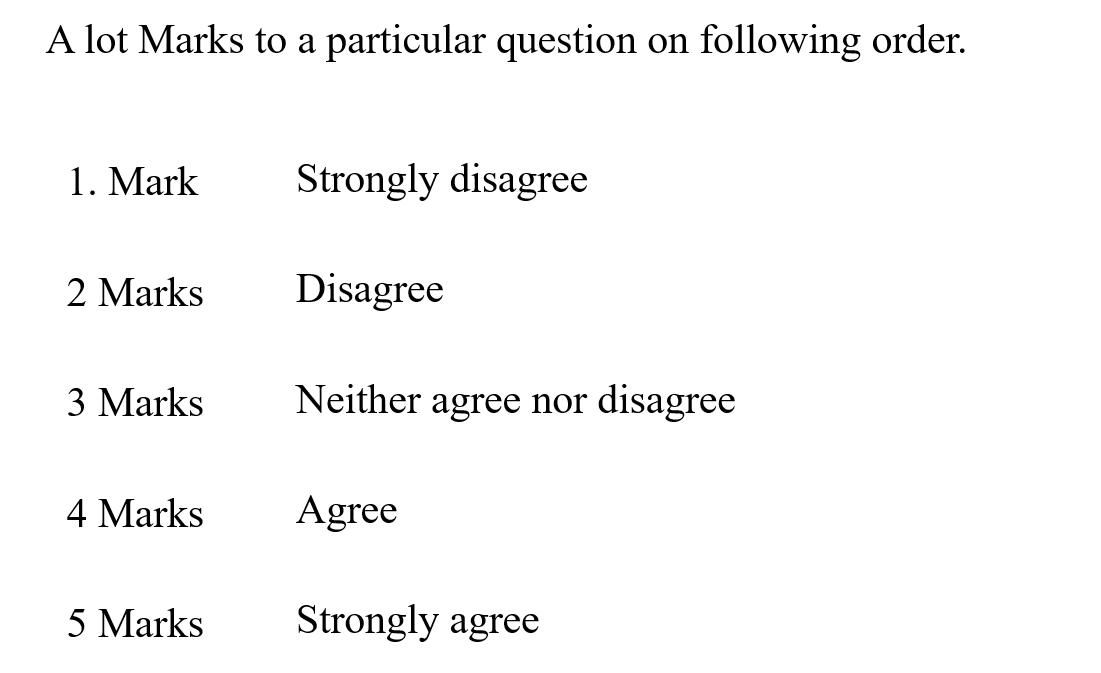 A lot Marks to a particular question on following order.
1. Mark Strongly disagree
2 Marks Disagree
3 Marks Neither agree nor disagree
4 Marks Agree
5 Marks Strongly agree